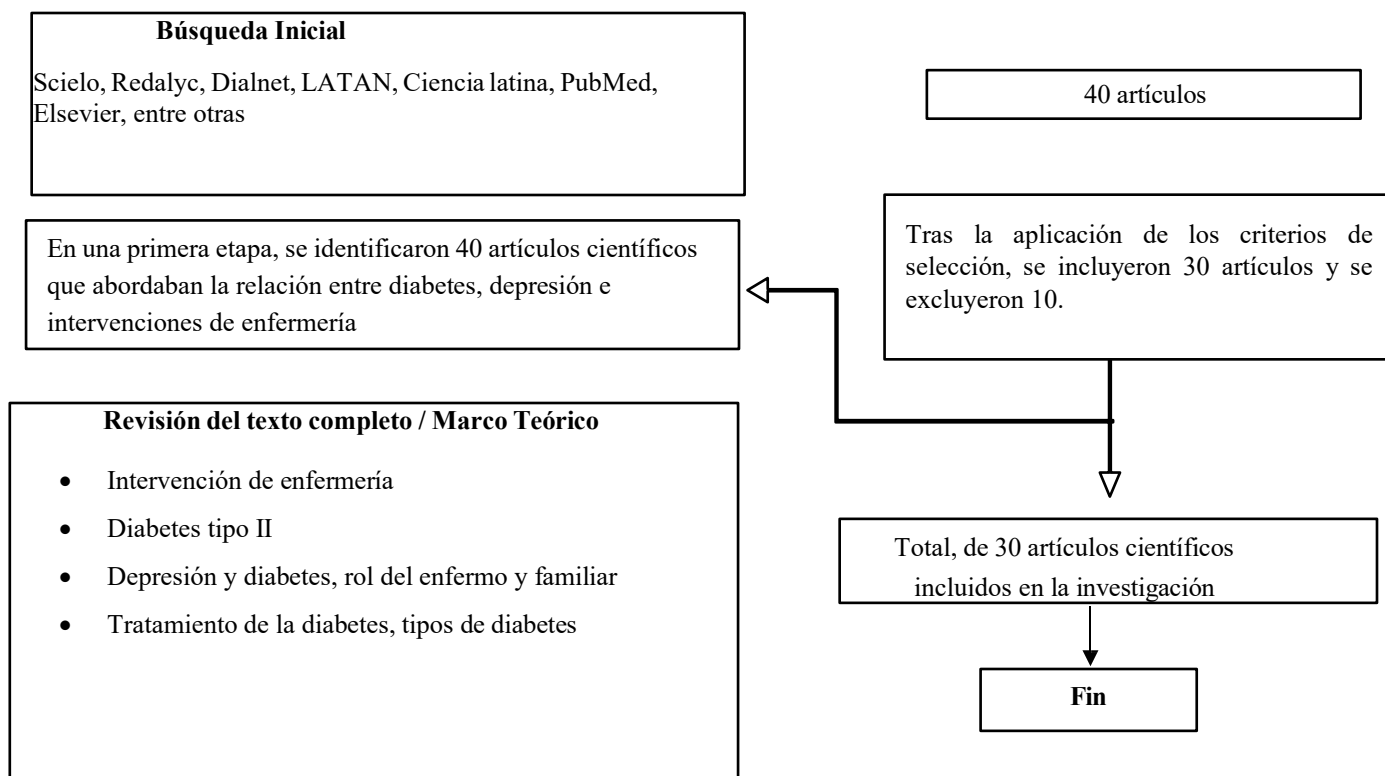 Búsqueda Inicial
Scielo, Redalyc, Dialnet, LATAN, Ciencia latina, PubMed,
Elsevier, entre otras
40 artículos
En una primera etapa, se identificaron 40 artículos científicos
que abordaban la relación entre diabetes, depresión e
intervenciones de enfermería
Tras la aplicación de los criterios de
selección, se incluyeron 30 artículos y se
excluyeron 10.
Revisión del texto completo / Marco Teórico
• Intervención de enfermería
• Diabetes tipo II
• Depresión y diabetes, rol del enfermo y familiar
• Tratamiento de la diabetes, tipos de diabetes
Total, de 30 artículos científicos
incluidos en la investigación
Fin